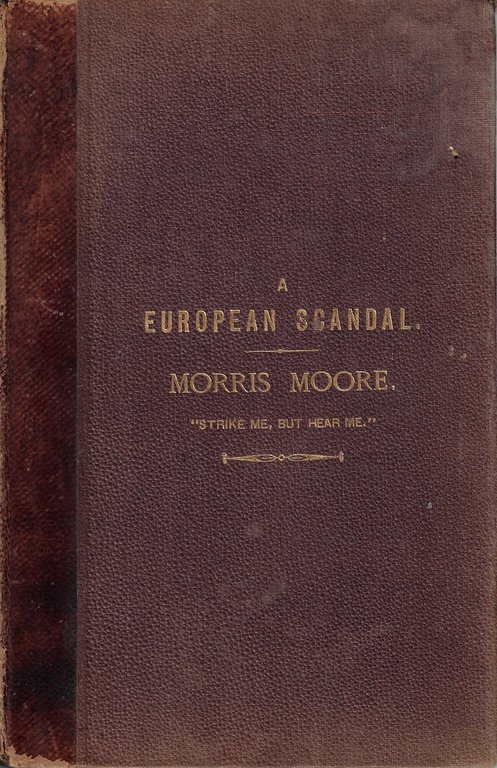 A
EUROPEAN SCANDAL.
MORRIS MOORE.
"STRIKE ME, BUT HEAR ME."